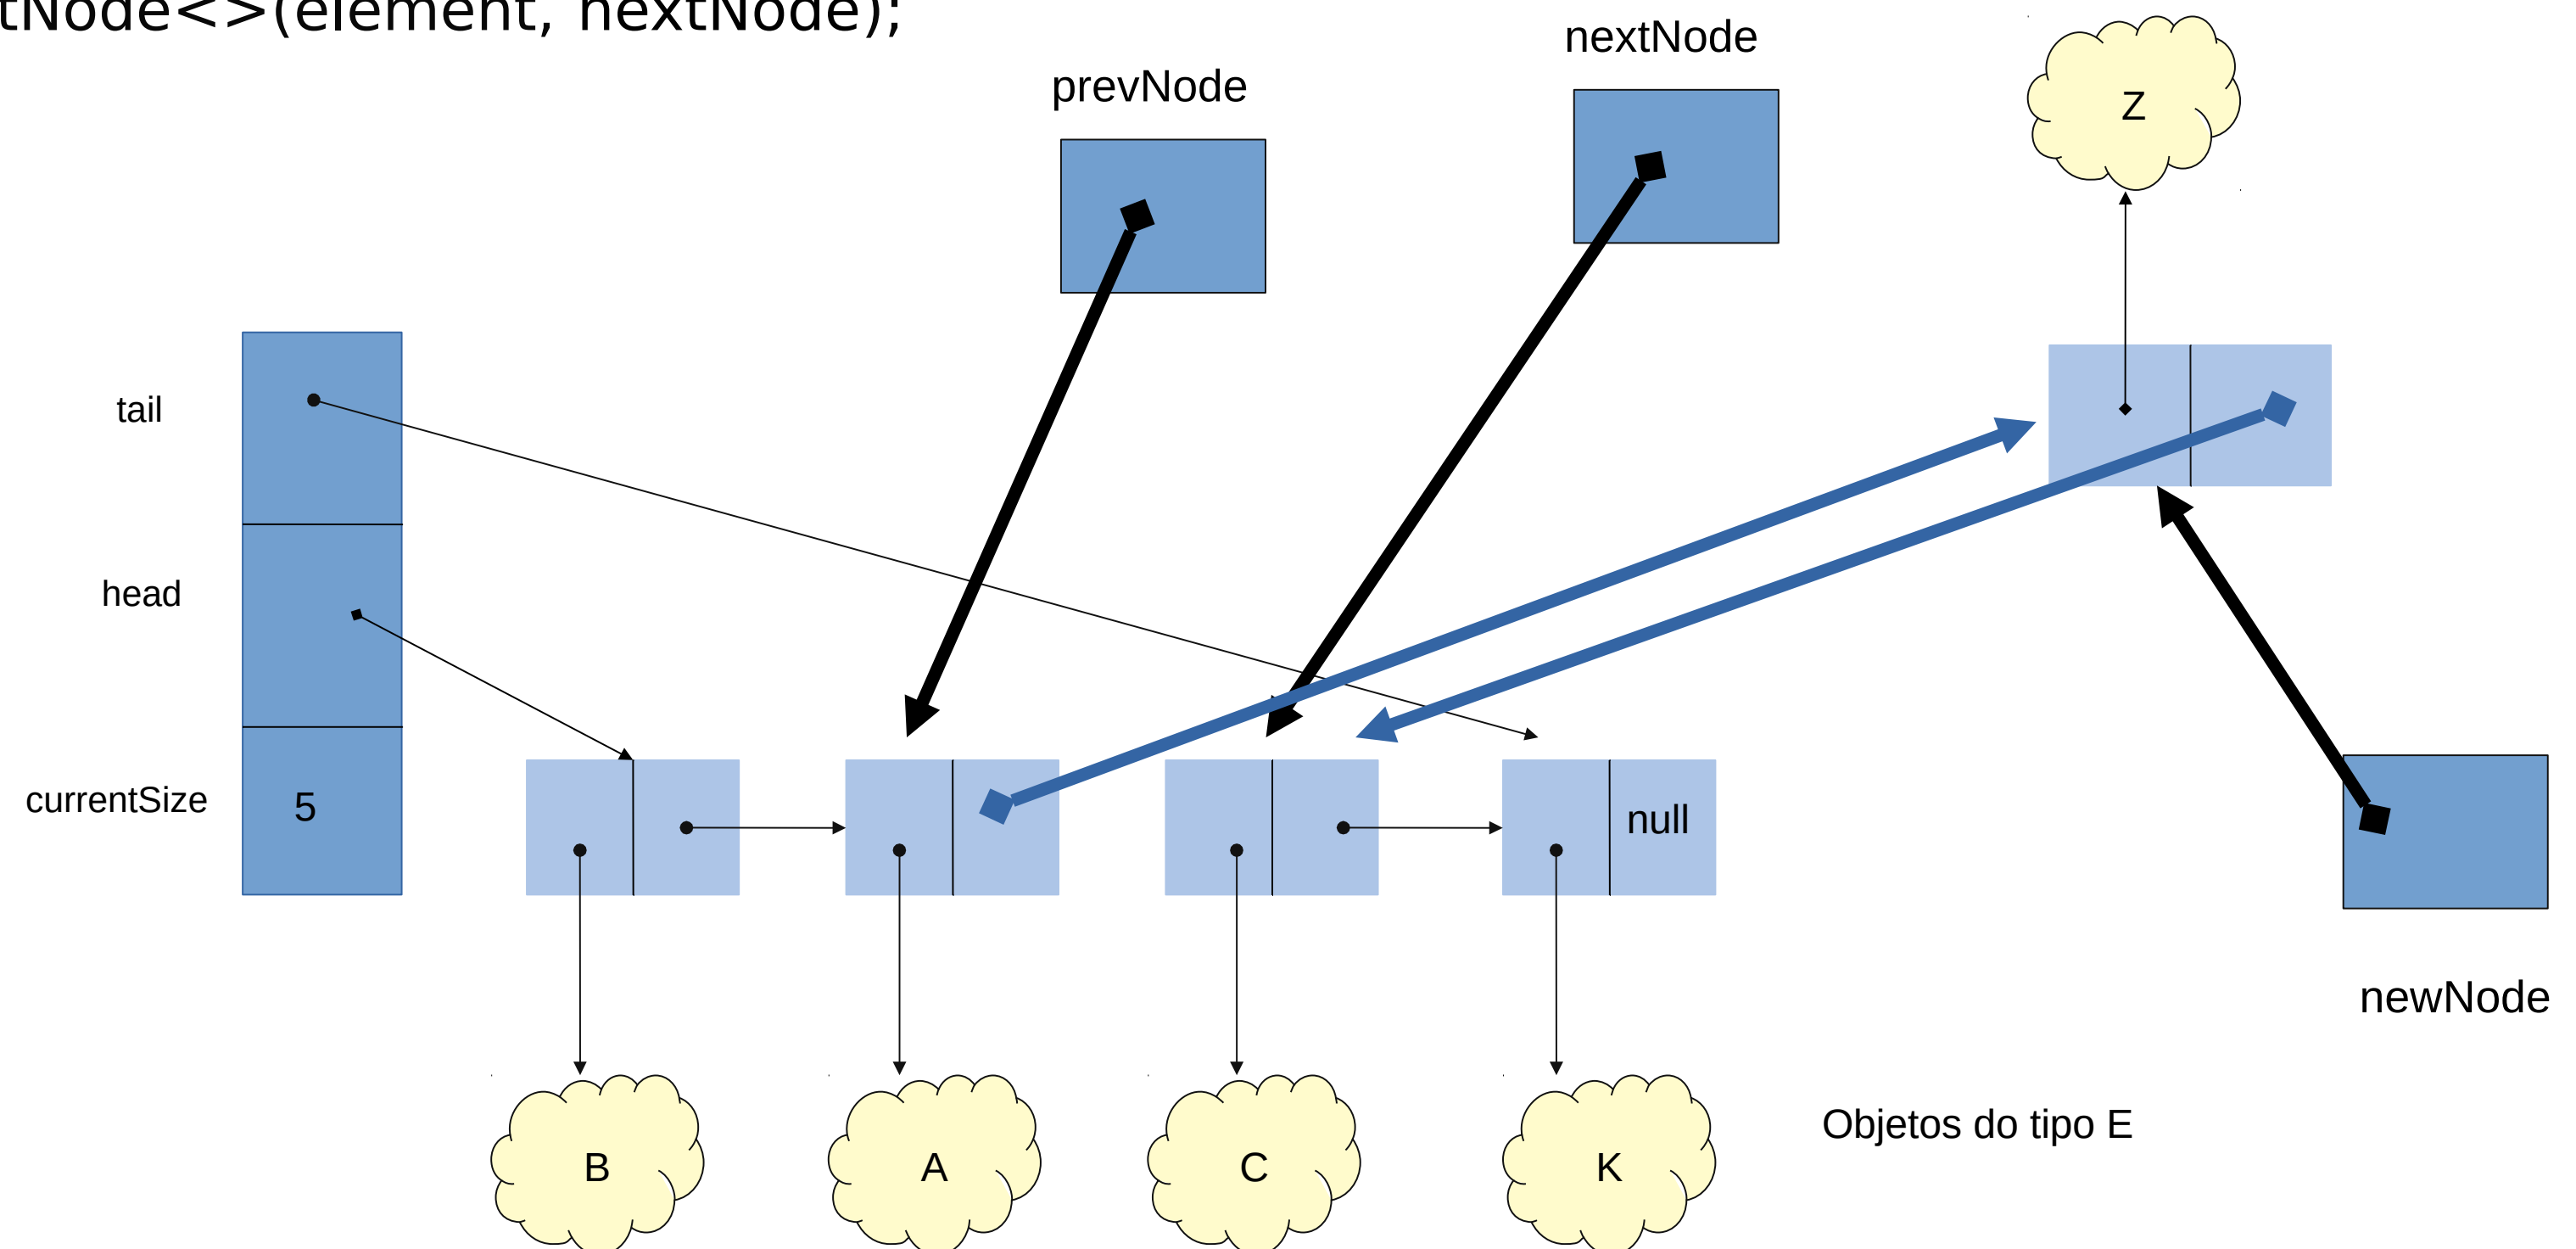 tNode<>(element, nextNode);
nextNode
prevNode
Z
tail
head
currentSize
5
null
newNode
Objetos do tipo E
B
A
C
K